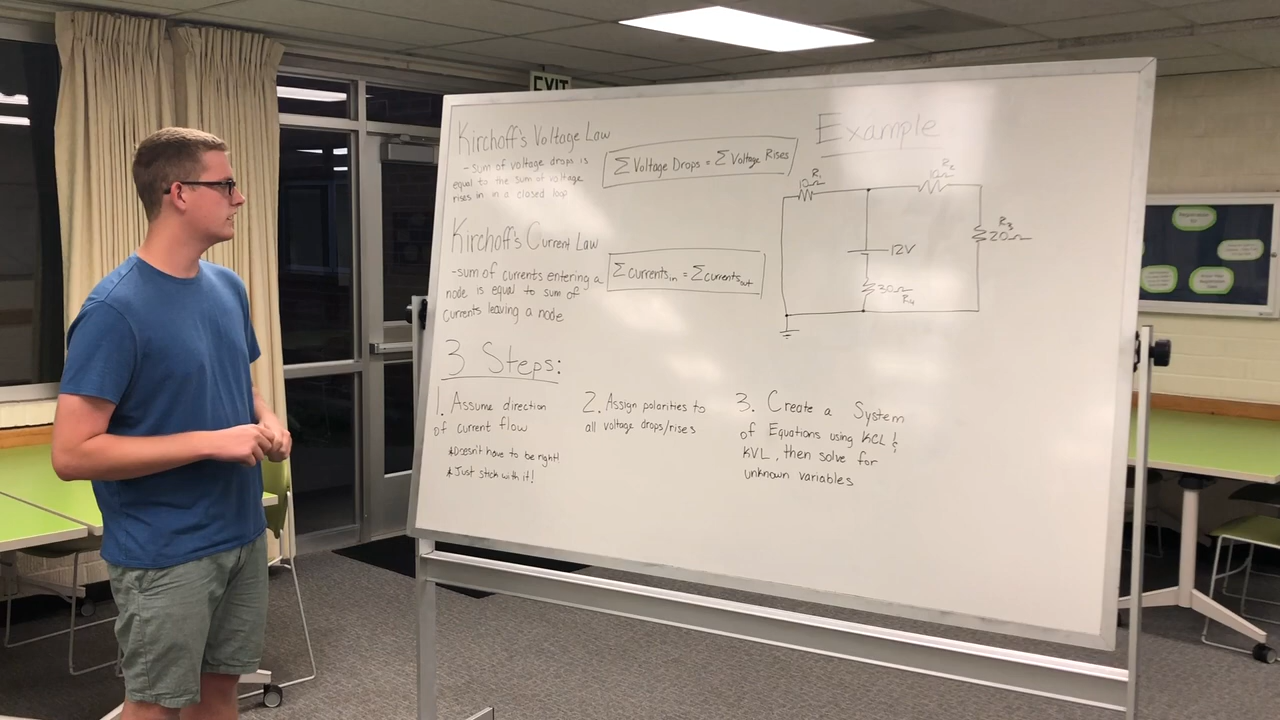 EXIT
Kirchoff's Voltage Law
- sum of voltage drops is
equal to the sum of voltage
rises in in a closed loop
∑ Voltage Drops = ∑ Voltage Rises
Kirchoff's Current Law
- sum of currents entering a
node is equal to sum of
currents leaving a node
∑ currents in = ∑ currents out
Example
R1
10Ω
R2
10Ω
R3
20Ω
12V
30Ω
R4
3 Steps:
1. Assume direction
of current flow
* Doesn't have to be right!
* Just stick with it!
2. Assign polarities to
all voltage drops/rises
3. Create a System
of Equations using KCL &
KVL, then solve for
unknown variables